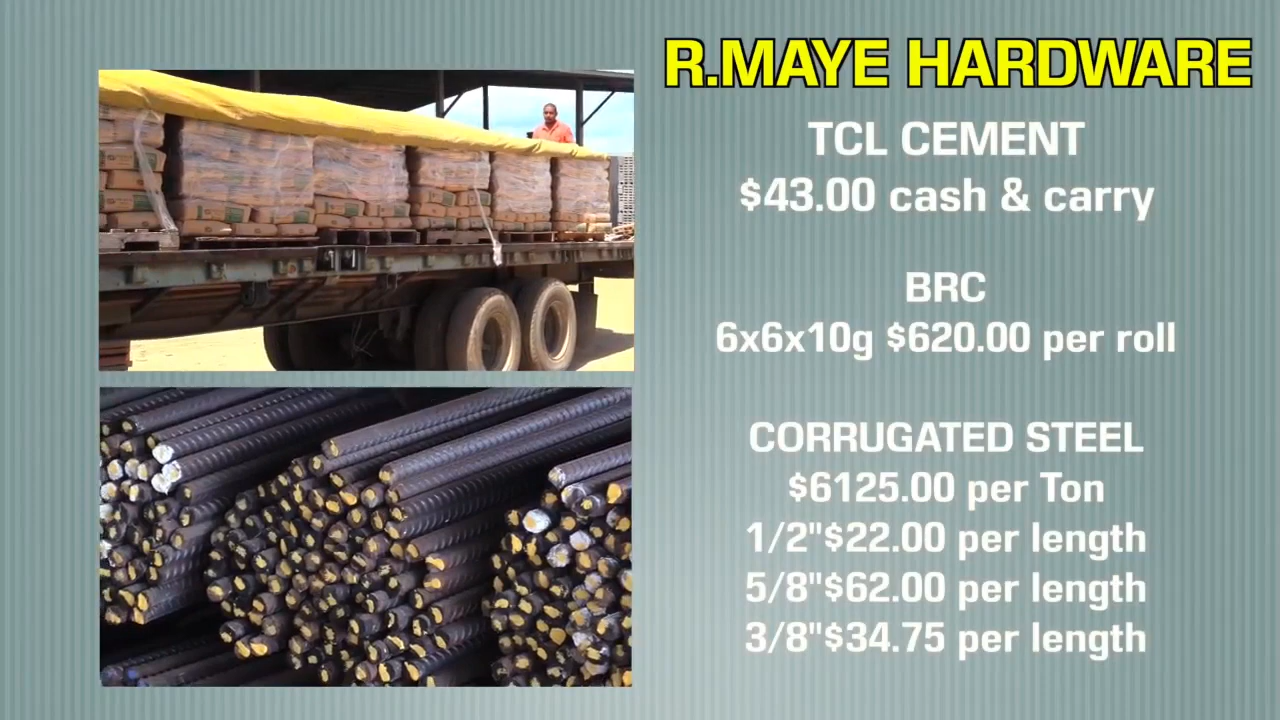 R.MAYE HARDWARE
TCL CEMENT
$43.00 cash & carry
BRC
6x6x10g $620.00 per roll
CORRUGATED STEEL
$6125.00 per Ton
1/2"$22.00 per length
5/8"$62.00 per length
3/8"$34.75 per length